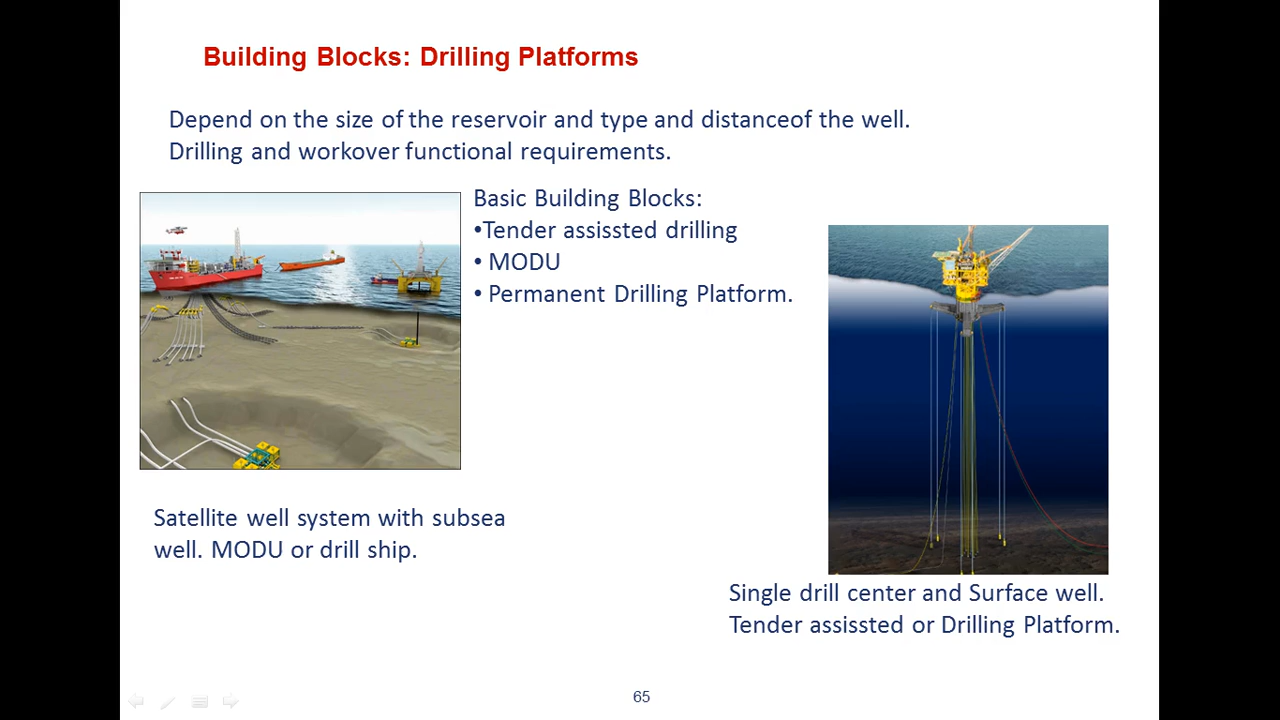 Building Blocks: Drilling Platforms
Depend on the size of the reservoir and type and distanceof the well.
Drilling and workover functional requirements.
Basic Building Blocks:
•Tender assissted drilling
• MODU
• Permanent Drilling Platform.
Satellite well system with subsea
well. MODU or drill ship.
Single drill center and Surface well.
Tender assissted or Drilling Platform.
65